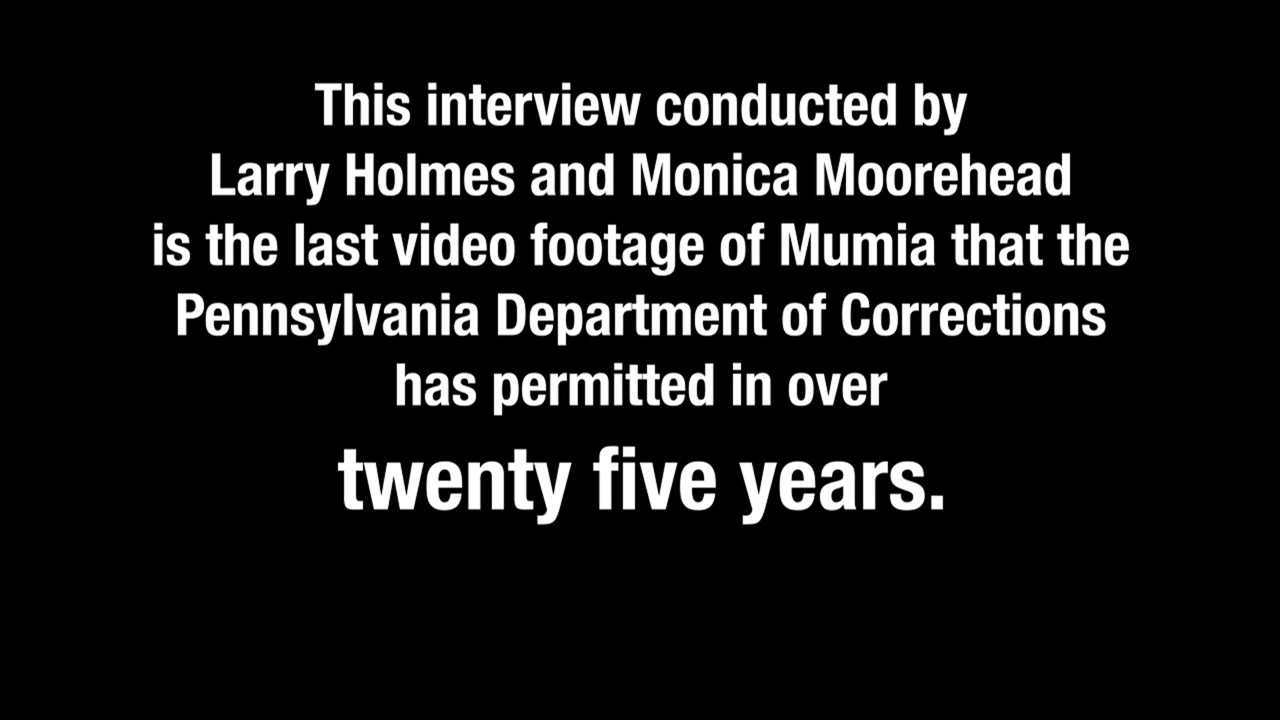 This interview conducted by
Larry Holmes and Monica Moorehead
is the last video footage of Mumia that the
Pennsylvania Department of Corrections
has permitted in over
twenty five years.